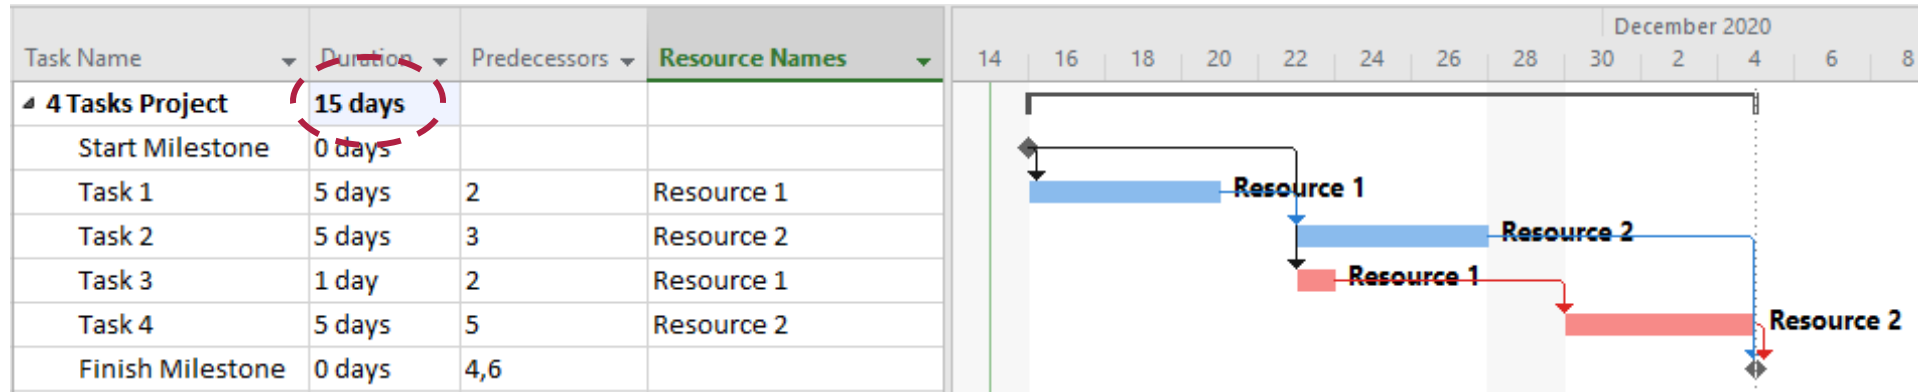 December 2020
Task Name Duration Predecessors Resource Names 14 16 18 20 22 24 26 28 30 2 4 6 8
4 Tasks Project 15 days
Start Milestone 0 days
Task 1 5 days 2 Resource 1 Resource 1
Task 2 5 days 3 Resource 2 Resource 2
Task 3 1 day 2 Resource 1 Resource 1
Task 4 5 days 5 Resource 2 Resource 2
Finish Milestone 0 days 4,6